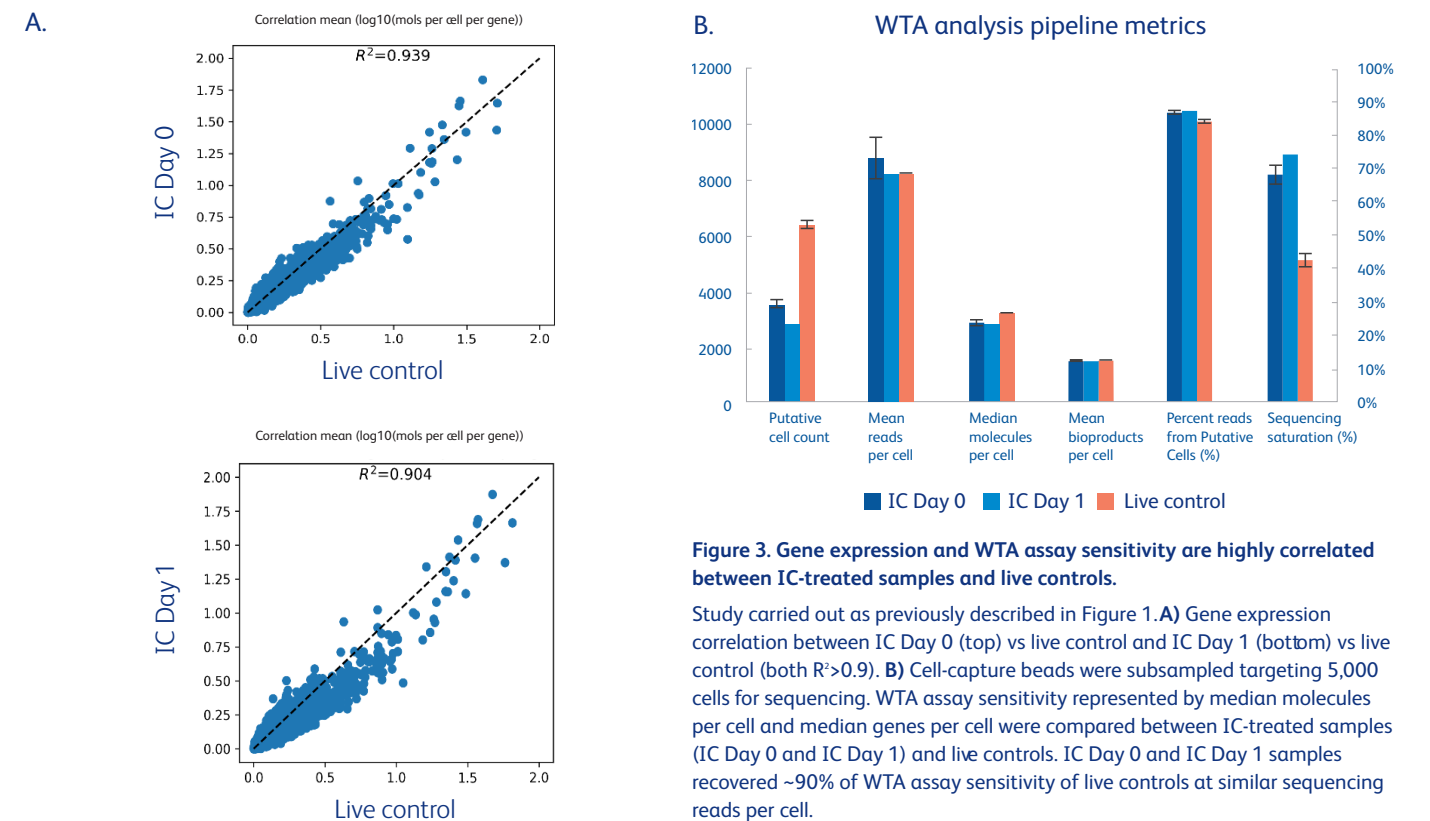 A.
Correlation mean (log10(mols per cell per gene))
R²=0.939
2.00
1.75
1.50
1.25
1.00
0.75
0.50
0.25
0.00
IC Day 0
0.0 0.5 1.0 1.5 2.0
Live control
Correlation mean (log10(mols per cell per gene))
R²=0.904
2.00
1.75
1.50
1.25
1.00
0.75
0.50
0.25
0.00
IC Day 1
0.0 0.5 1.0 1.5 2.0
Live control
B.
WTA analysis pipeline metrics
12000
10000
8000
6000
4000
2000
0
100%
90%
80%
70%
60%
50%
40%
30%
20%
10%
0%
Putative
cell count
Mean
reads
per cell
Median
molecules
per cell
Mean
bioproducts
per cell
Percent reads
from Putative
Cells (%)
Sequencing
saturation (%)
IC Day 0 IC Day 1 Live control
Figure 3. Gene expression and WTA assay sensitivity are highly correlated
between IC-treated samples and live controls.
Study carried out as previously described in Figure 1.A) Gene expression
correlation between IC Day 0 (top) vs live control and IC Day 1 (bottom) vs live
control (both R²>0.9). B) Cell-capture beads were subsampled targeting 5,000
cells for sequencing. WTA assay sensitivity represented by median molecules
per cell and median genes per cell were compared between IC-treated samples
(IC Day 0 and IC Day 1) and live controls. IC Day 0 and IC Day 1 samples
recovered ~90% of WTA assay sensitivity of live controls at similar sequencing
reads per cell.